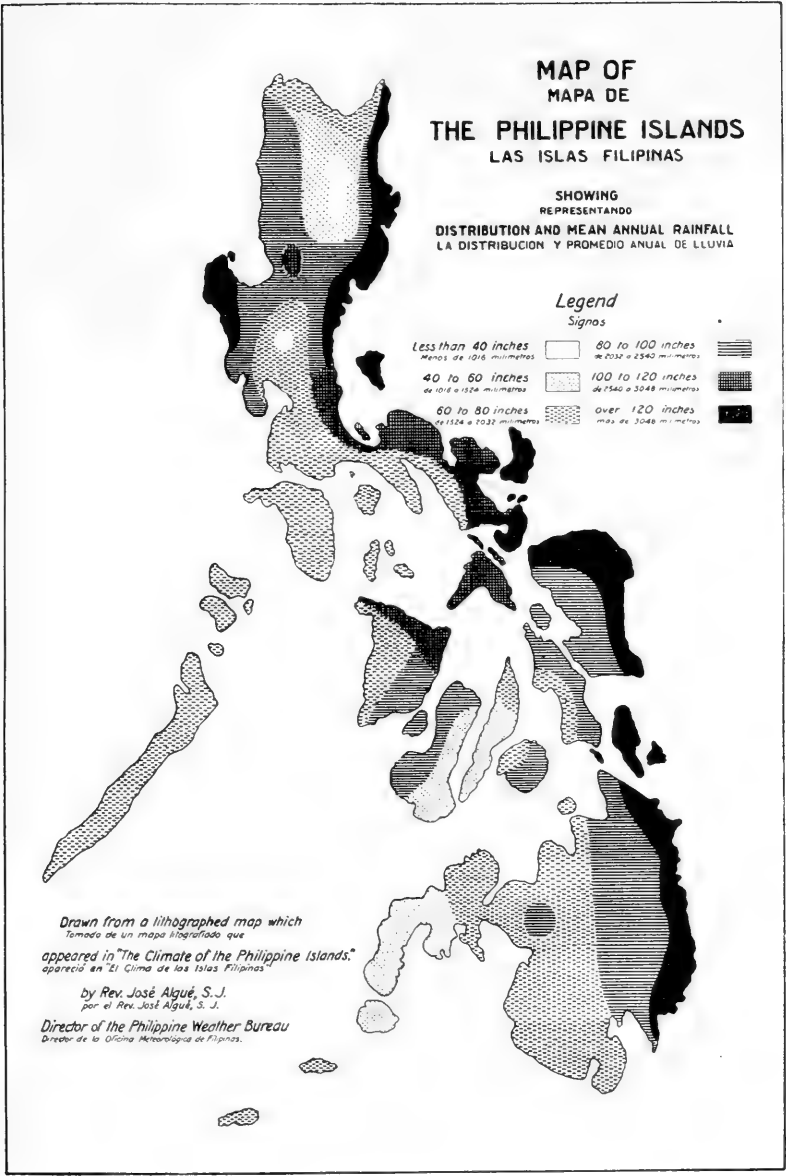 MAP OF
MAPA DE
THE PHILIPPINE ISLANDS
LAS ISLAS FILIPINAS
SHOWING
REPRESENTANDO
DISTRIBUTION AND MEAN ANNUAL RAINFALL
LA DISTRIBUCION Y PROMEDIO ANUAL DE LLUVIA
Legend
Signos
Less than 40 inches
Menos de 1016 milimetros
40 to 60 inches
de 1016 a 1524 milimetros
60 to 80 inches
de 1524 a 2032 milimetros
80 to 100 inches
de 2032 a 2540 milimetros
100 to 120 inches
de 2540 a 3048 milimetros
over 120 inches
mas de 3048 milimetros
Drawn from a lithographed map which
Tomado de un mapa litografiado que
appeared in "The Climate of the Philippine Islands."
apareció en "El Clima de las Islas Filipinas"
by Rev. José Algué, S. J.
por el Rev. José Algué, S. J.
Director of the Philippine Weather Bureau
Director de la Oficina Meteorológica de Filipinas.